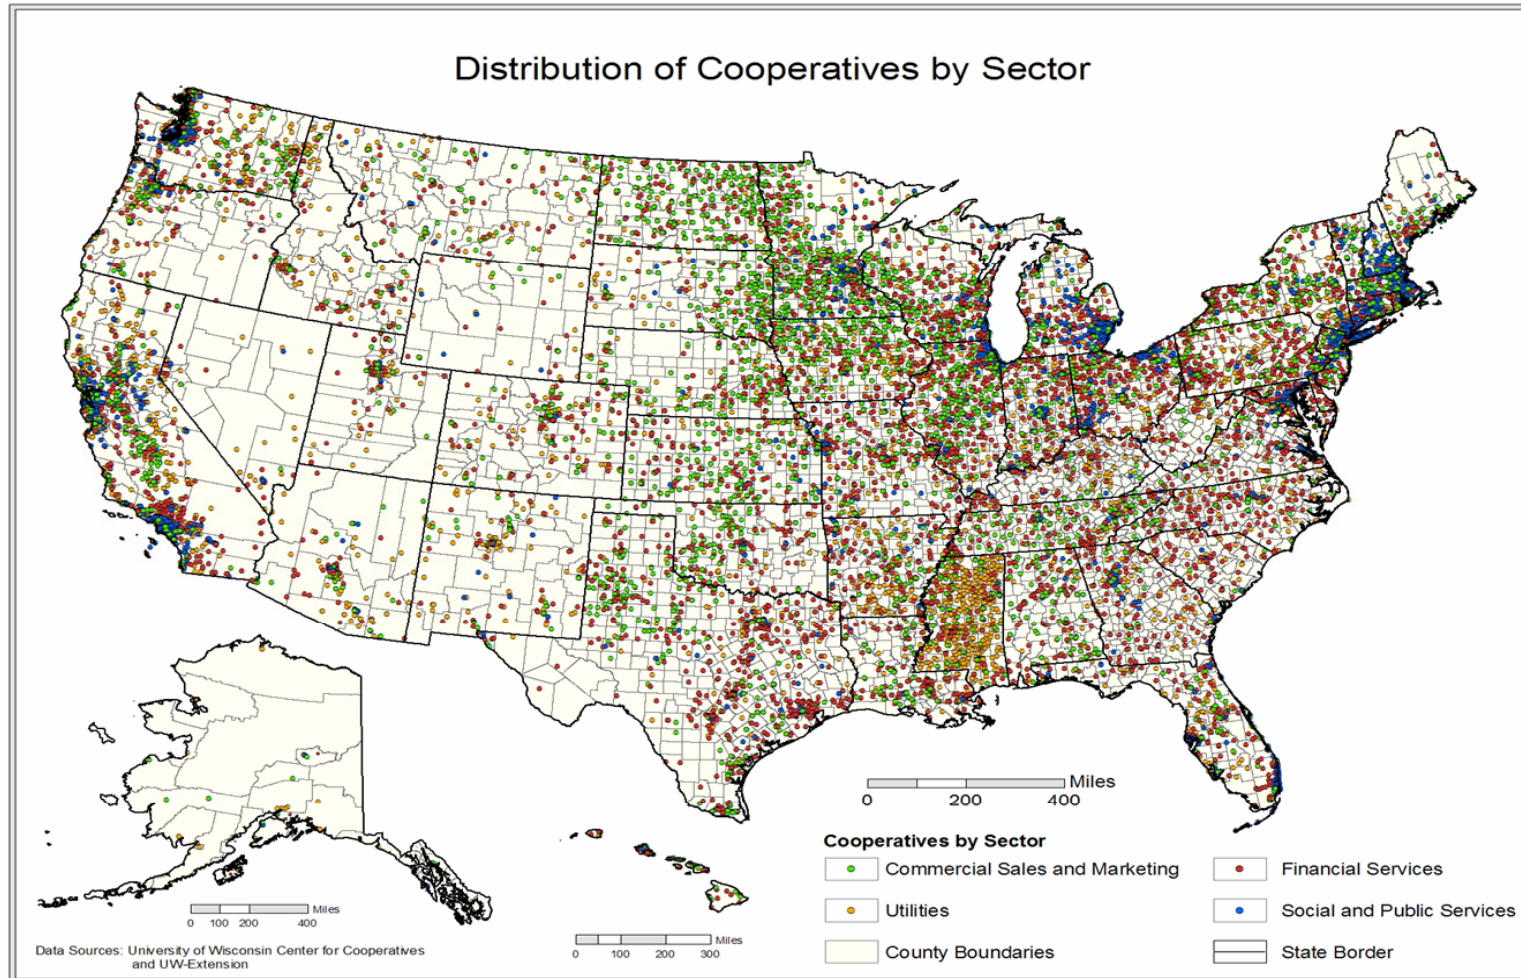 Distribution of Cooperatives by Sector
Miles
0 200 400
Cooperatives by Sector
Commercial Sales and Marketing
Financial Services
Utilities
Social and Public Services
County Boundaries
State Border
Miles
0 100 200 400
Miles
0 100 200 300
Data Sources: University of Wisconsin Center for Cooperatives
and UW-Extension